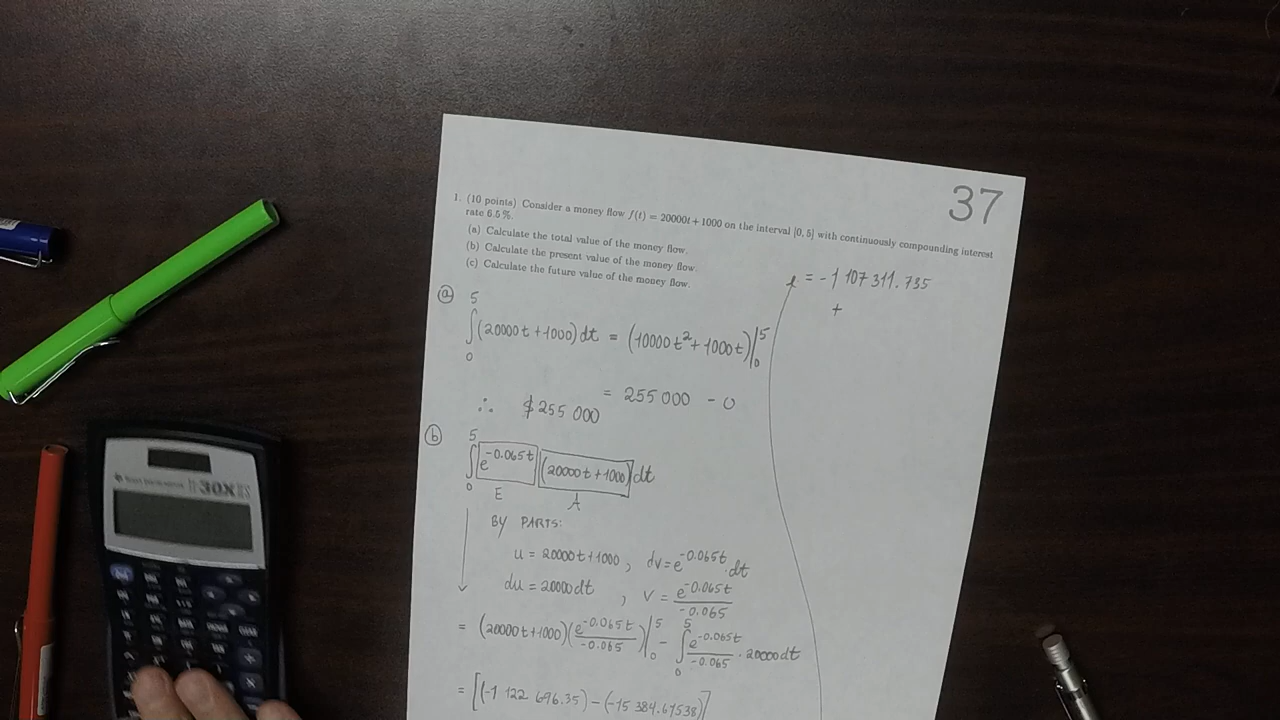 37
1. (10 points) Consider a money flow f(t) = 20000t + 1000 on the interval [0, 5] with continuously compounding interest
rate 6.5%.
(a) Calculate the total value of the money flow.
(b) Calculate the present value of the money flow.
(c) Calculate the future value of the money flow.
ⓐ ∫₀⁵ (20000t+1000) dt = (10000t²+1000t)|₀⁵
= 255 000 - 0
∴ $255 000
ⓑ ∫₀⁵ e^(-0.065t) (20000t+1000) dt
E A
BY PARTS:
u = 20000t+1000, dv = e^(-0.065t) dt
du = 20000dt, v = e^(-0.065t)/-0.065
= (20000t+1000)(e^(-0.065t)/-0.065)|₀⁵ - ∫₀⁵ e^(-0.065t)/-0.065 · 20000dt
= [(-1 122 696.35) - (-15 384.61538)]
= -1 107 311.735
+
30X IIS